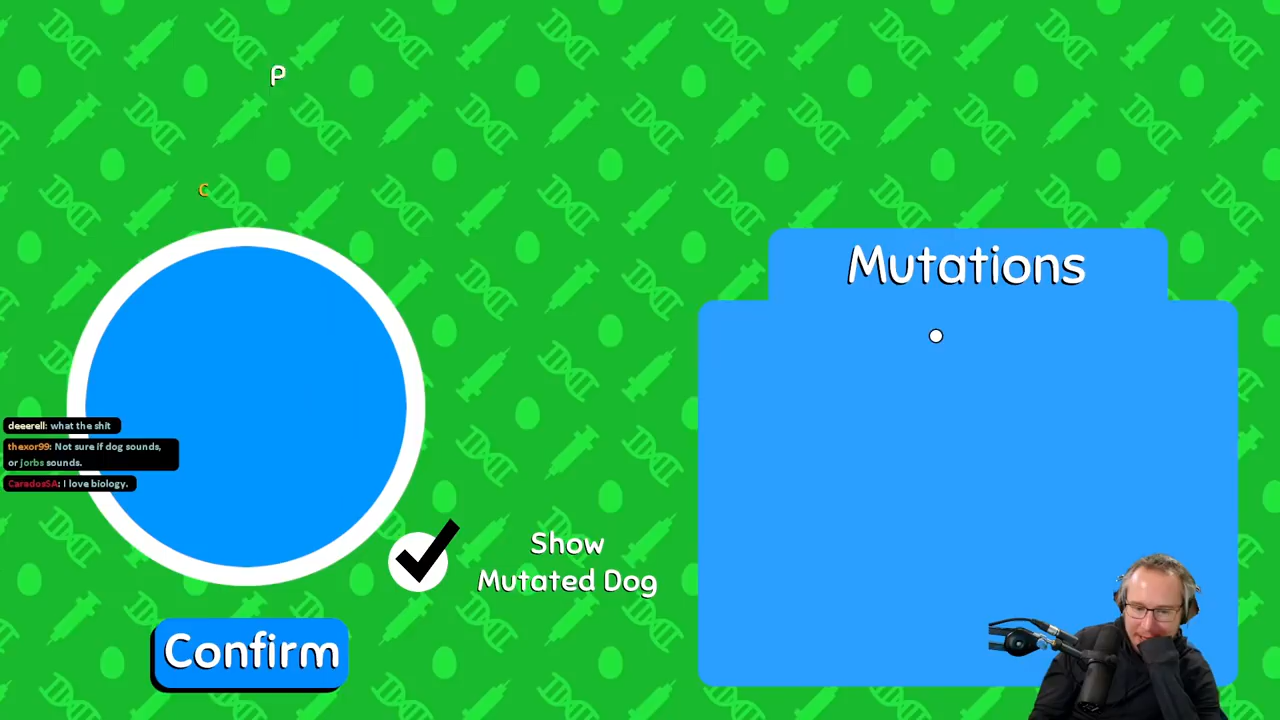 P
C
Mutations
deeerell: what the shit
thexor99: Not sure if dog sounds,
or jorbs sounds.
CaredosSA: I love biology.
Show
Mutated Dog
Confirm